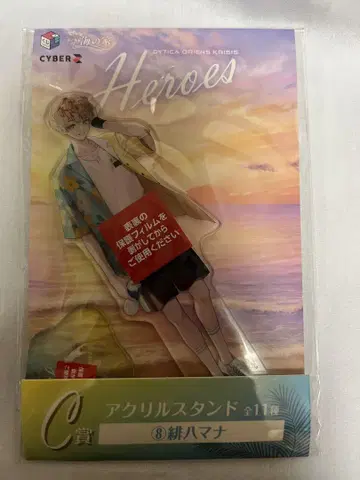 CYBER Z
Heroes
表裏の
保護フィルムを
剥がしてから
ご使用ください
C賞
アクリルスタンド 全11種
⑧緋八マナ